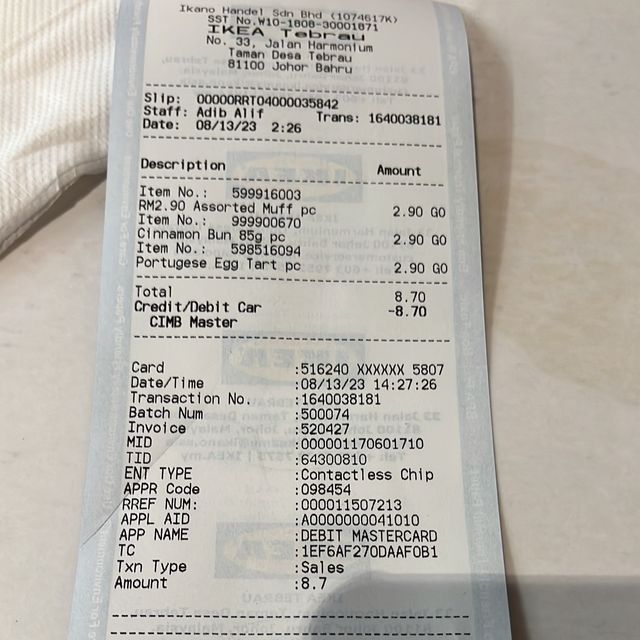 Ikano Handel Sdn Bhd (1074617K)
SST No.W10-1808-30001671
IKEA Tebrau
No. 33, Jalan Harmonium
Taman Desa Tebrau
81100 Johor Bahru
Slip: 00000RRT04000035842
Staff: Adib Alif Trans: 1640038181
Date: 08/13/23 2:26
Description Amount
Item No.: 599916003
RM2.90 Assorted Muff pc 2.90 GO
Item No.: 999900670
Cinnamon Bun 85g pc 2.90 GO
Item No.: 598516094
Portugese Egg Tart pc 2.90 GO
Total 8.70
Credit/Debit Car -8.70
CIMB Master
Card :516240 XXXXXX 5807
Date/Time :08/13/23 14:27:26
Transaction No. :1640038181
Batch Num :500074
Invoice :520427
MID :000001170601710
TID :64300810
ENT TYPE :Contactless Chip
APPR Code :098454
RREF NUM: :000011507213
APPL AID :A0000000041010
APP NAME :DEBIT MASTERCARD
TC :1EF6AF270DAAF0B1
Txn Type :Sales
Amount :8.7